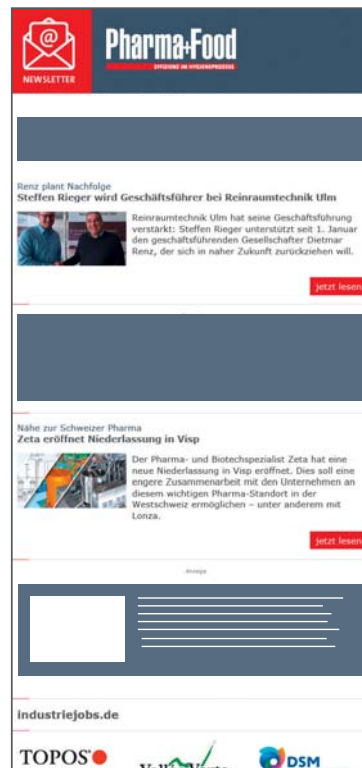 @
Pharma+Food
EFFIZIENZ IM HYGIENEPROZESS
NEWSLETTER
Renz plant Nachfolge
Steffen Rieger wird Geschäftsführer bei Reinraumtechnik Ulm
Reinraumtechnik Ulm hat seine Geschäftsführung
verstärkt: Steffen Rieger unterstützt seit 1. Januar
den geschäftsführenden Gesellschafter Dietmar
Renz, der sich in naher Zukunft zurückziehen will.
jetzt lesen
Nähe zur Schweizer Pharma
Zeta eröffnet Niederlassung in Visp
Der Pharma- und Biotechspezialist Zeta hat eine
neue Niederlassung in Visp eröffnet. Dies soll eine
engere Zusammenarbeit mit den Unternehmen an
diesem wichtigen Pharma-Standort in der
Westschweiz ermöglichen – unter anderem mit
Lonza.
jetzt lesen
Anzeige
industriejobs.de
TOPOS
DSM